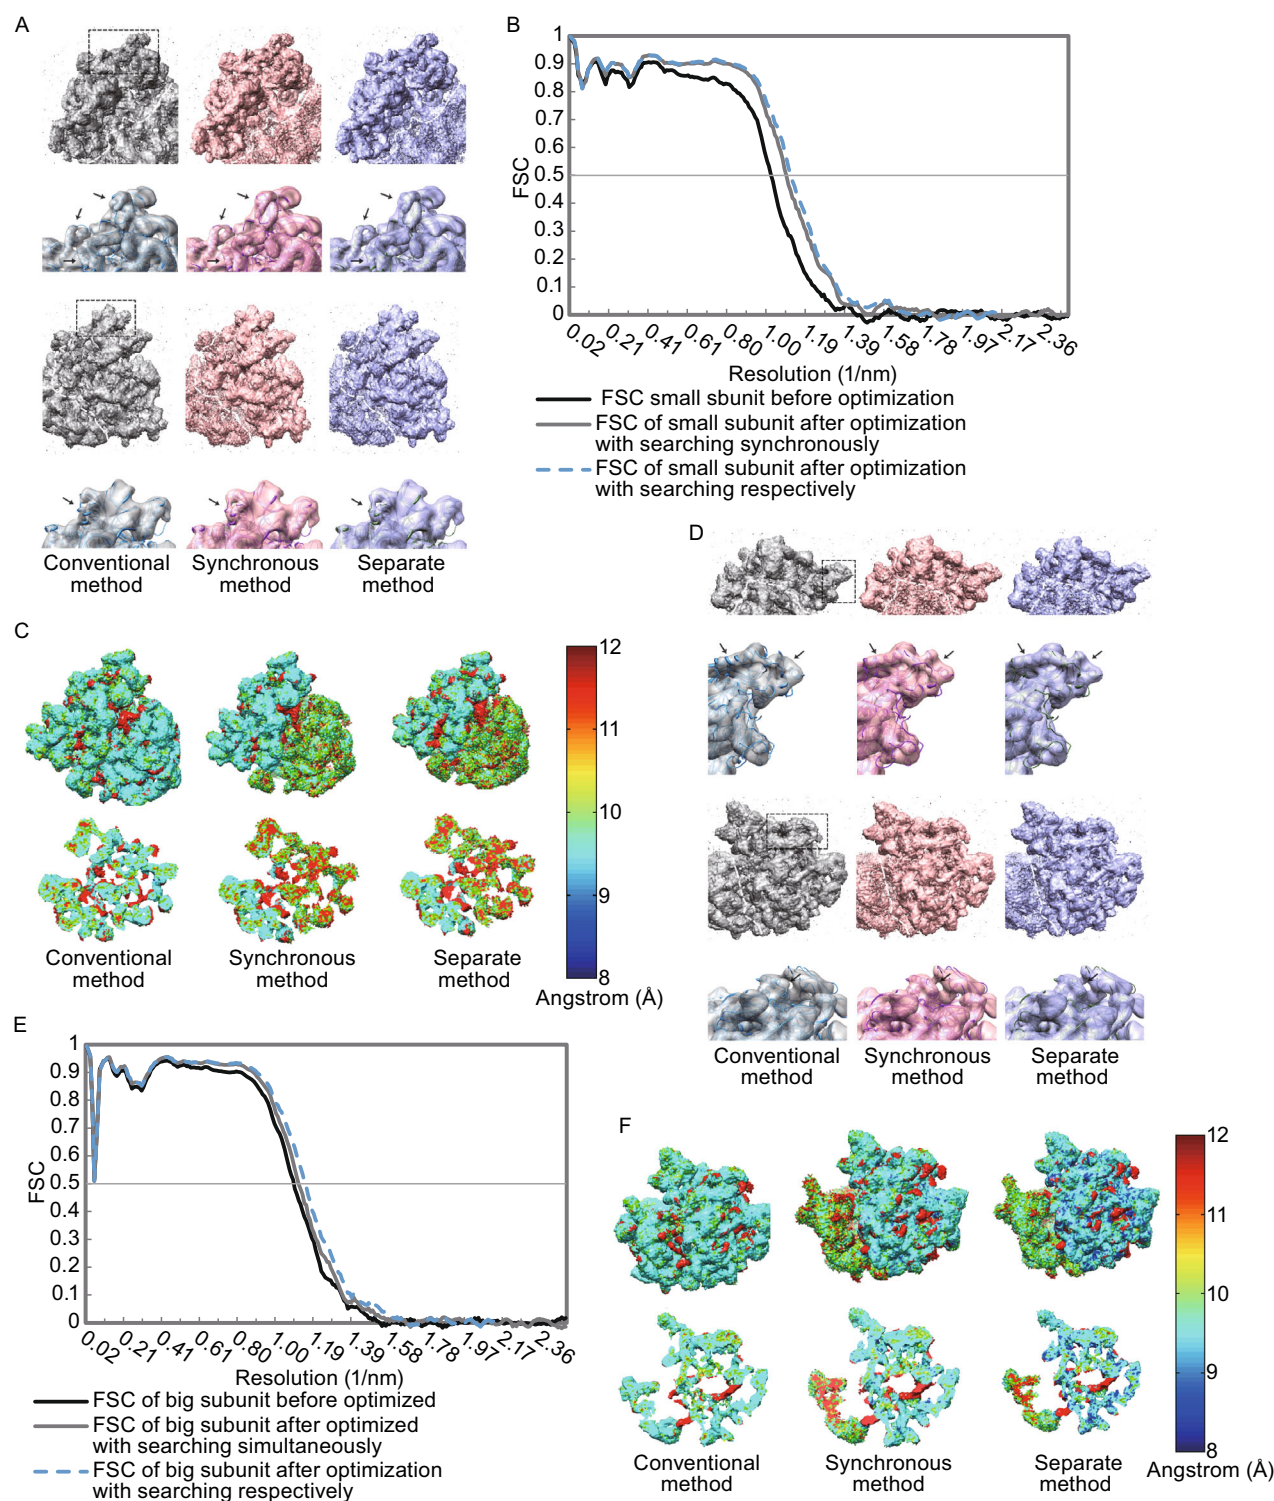 A
Conventional
method
Synchronous
method
Separate
method
B
FSC
1
0.9
0.8
0.7
0.6
0.5
0.4
0.3
0.2
0.1
0
0.02
0.21
0.41
0.61
0.80
1.00
1.19
1.39
1.58
1.78
1.97
2.17
2.36
Resolution (1/nm)
FSC small sbunit before optimization
FSC of small subunit after optimization
with searching synchronously
FSC of small subunit after optimization
with searching respectively
C
Conventional
method
Synchronous
method
Separate
method
12
11
10
9
8
Angstrom (Å)
D
Conventional
method
Synchronous
method
Separate
method
E
FSC
1
0.9
0.8
0.7
0.6
0.5
0.4
0.3
0.2
0.1
0
0.02
0.21
0.41
0.61
0.80
1.00
1.19
1.39
1.58
1.78
1.97
2.17
2.36
Resolution (1/nm)
FSC of big subunit before optimized
FSC of big subunit after optimized
with searching simultaneously
FSC of big subunit after optimization
with searching respectively
F
Conventional
method
Synchronous
method
Separate
method
12
11
10
9
8
Angstrom (Å)